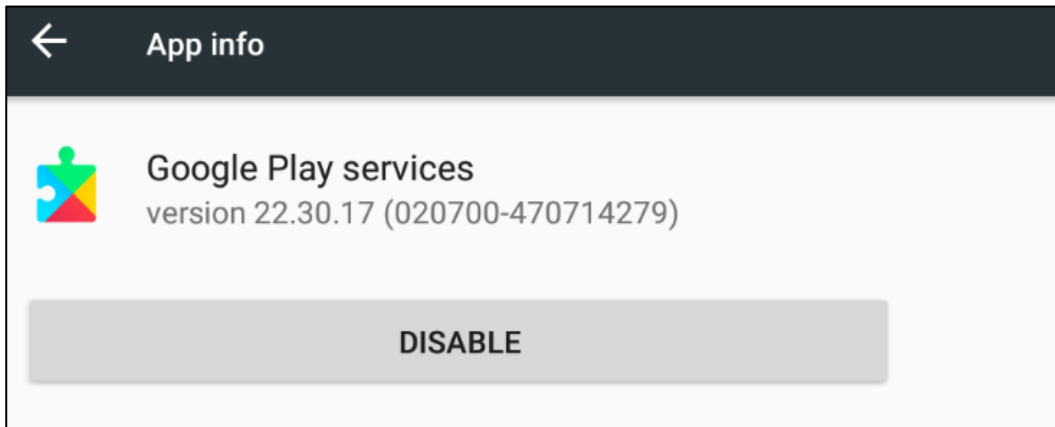 App info
Google Play services
version 22.30.17 (020700-470714279)
DISABLE